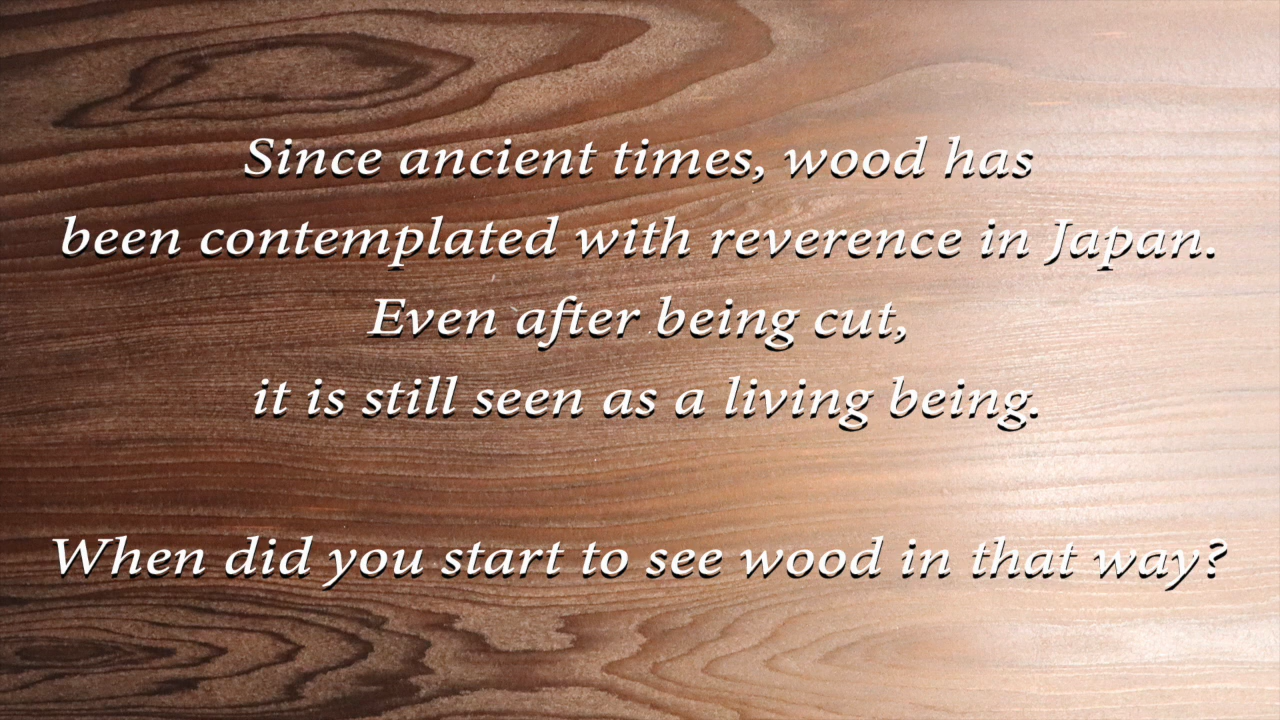 Since ancient times, wood has
been contemplated with reverence in Japan.
Even after being cut,
it is still seen as a living being.
When did you start to see wood in that way?